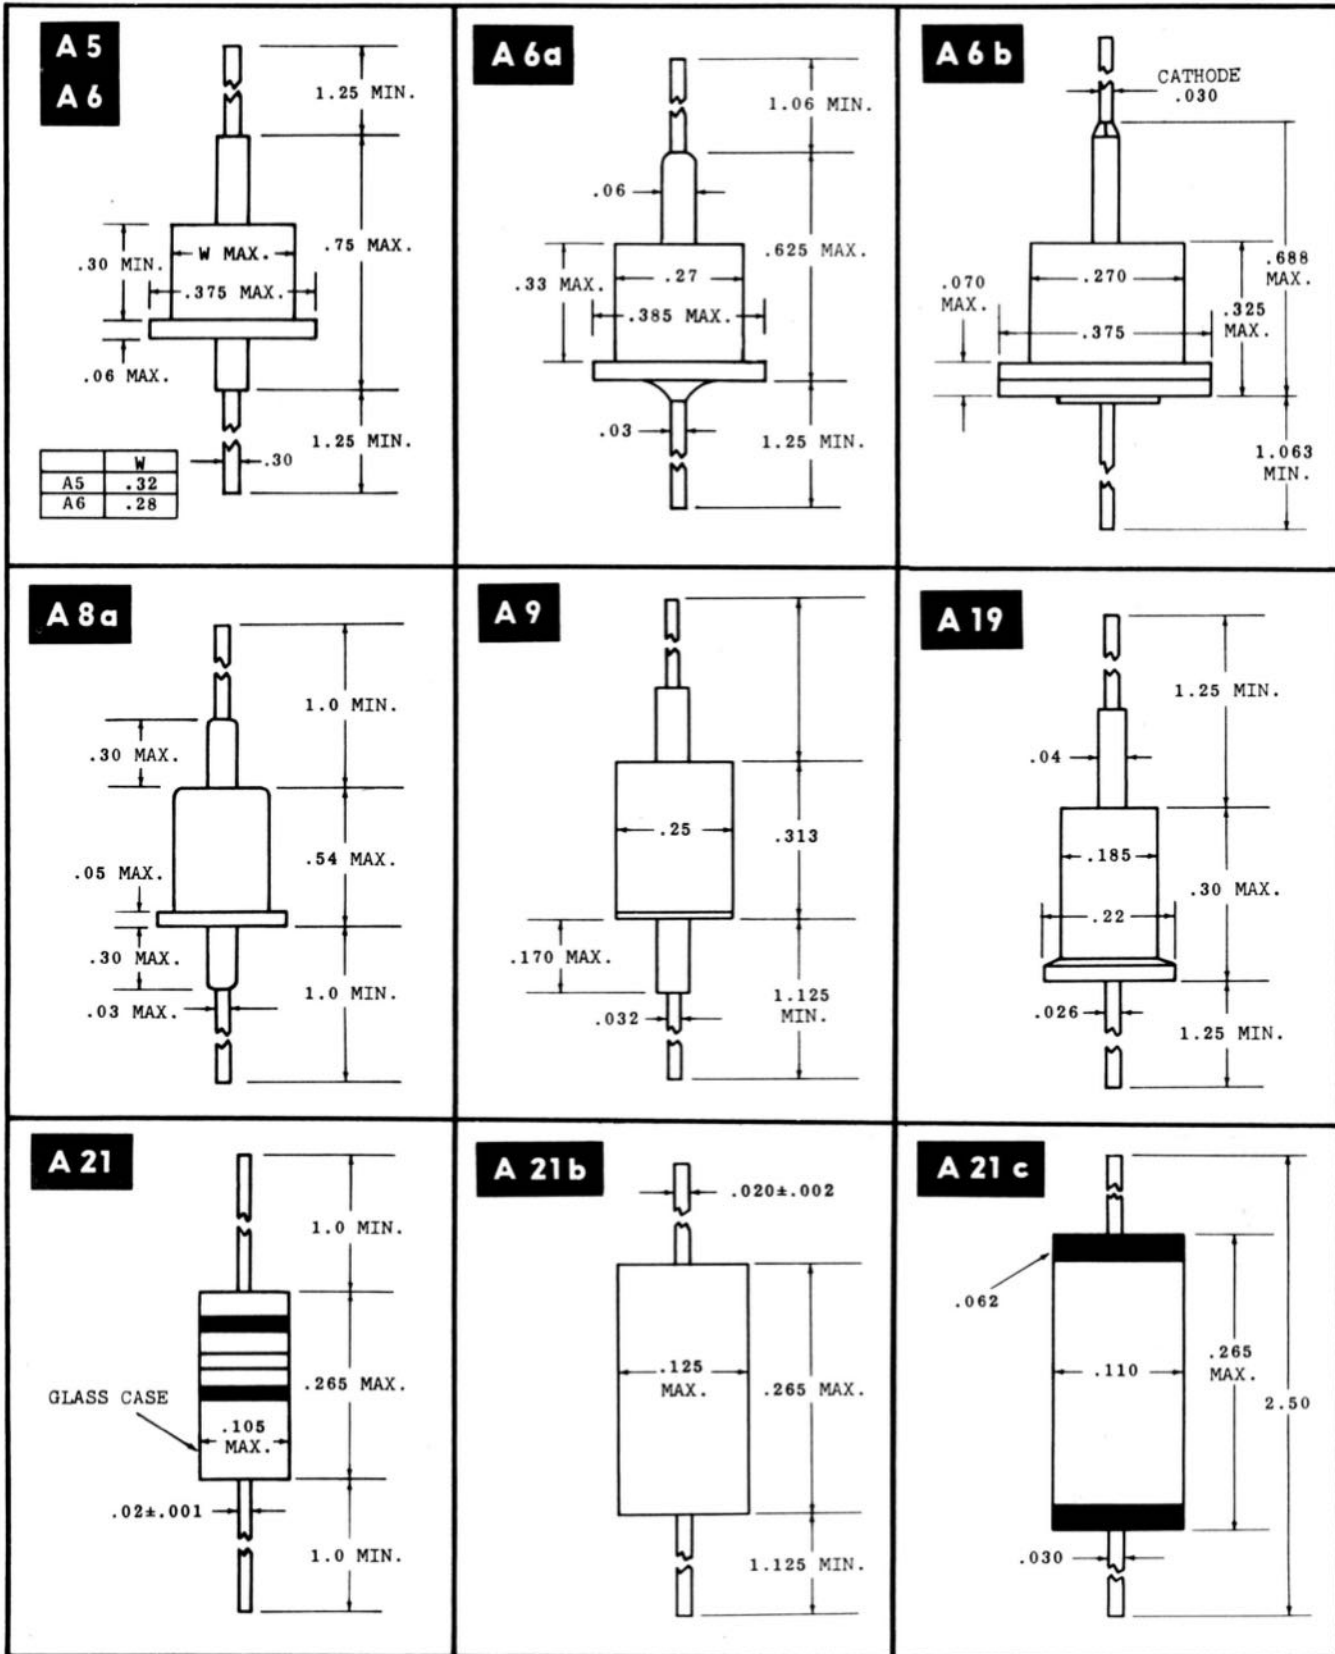 A 5
A 6
1.25 MIN.
W MAX.
.30 MIN.
.75 MAX.
.375 MAX.
.06 MAX.
1.25 MIN.
.30
W
A5 .32
A6 .28
A 6a
1.06 MIN.
.06
.625 MAX.
.33 MAX.
.27
.385 MAX.
.03
1.25 MIN.
A 6b
CATHODE
.030
.688
MAX.
.070
MAX.
.270
.325
MAX.
.375
1.063
MIN.
A 8a
1.0 MIN.
.30 MAX.
.54 MAX.
.05 MAX.
.30 MAX.
1.0 MIN.
.03 MAX.
A 9
.25
.313
.170 MAX.
1.125
MIN.
.032
A 19
1.25 MIN.
.04
.185
.30 MAX.
.22
.026
1.25 MIN.
A 21
1.0 MIN.
.265 MAX.
GLASS CASE
.105
MAX.
.02±.001
1.0 MIN.
A 21b
.020±.002
.125
MAX.
.265 MAX.
1.125 MIN.
A 21c
.062
.265
MAX.
.110
2.50
.030